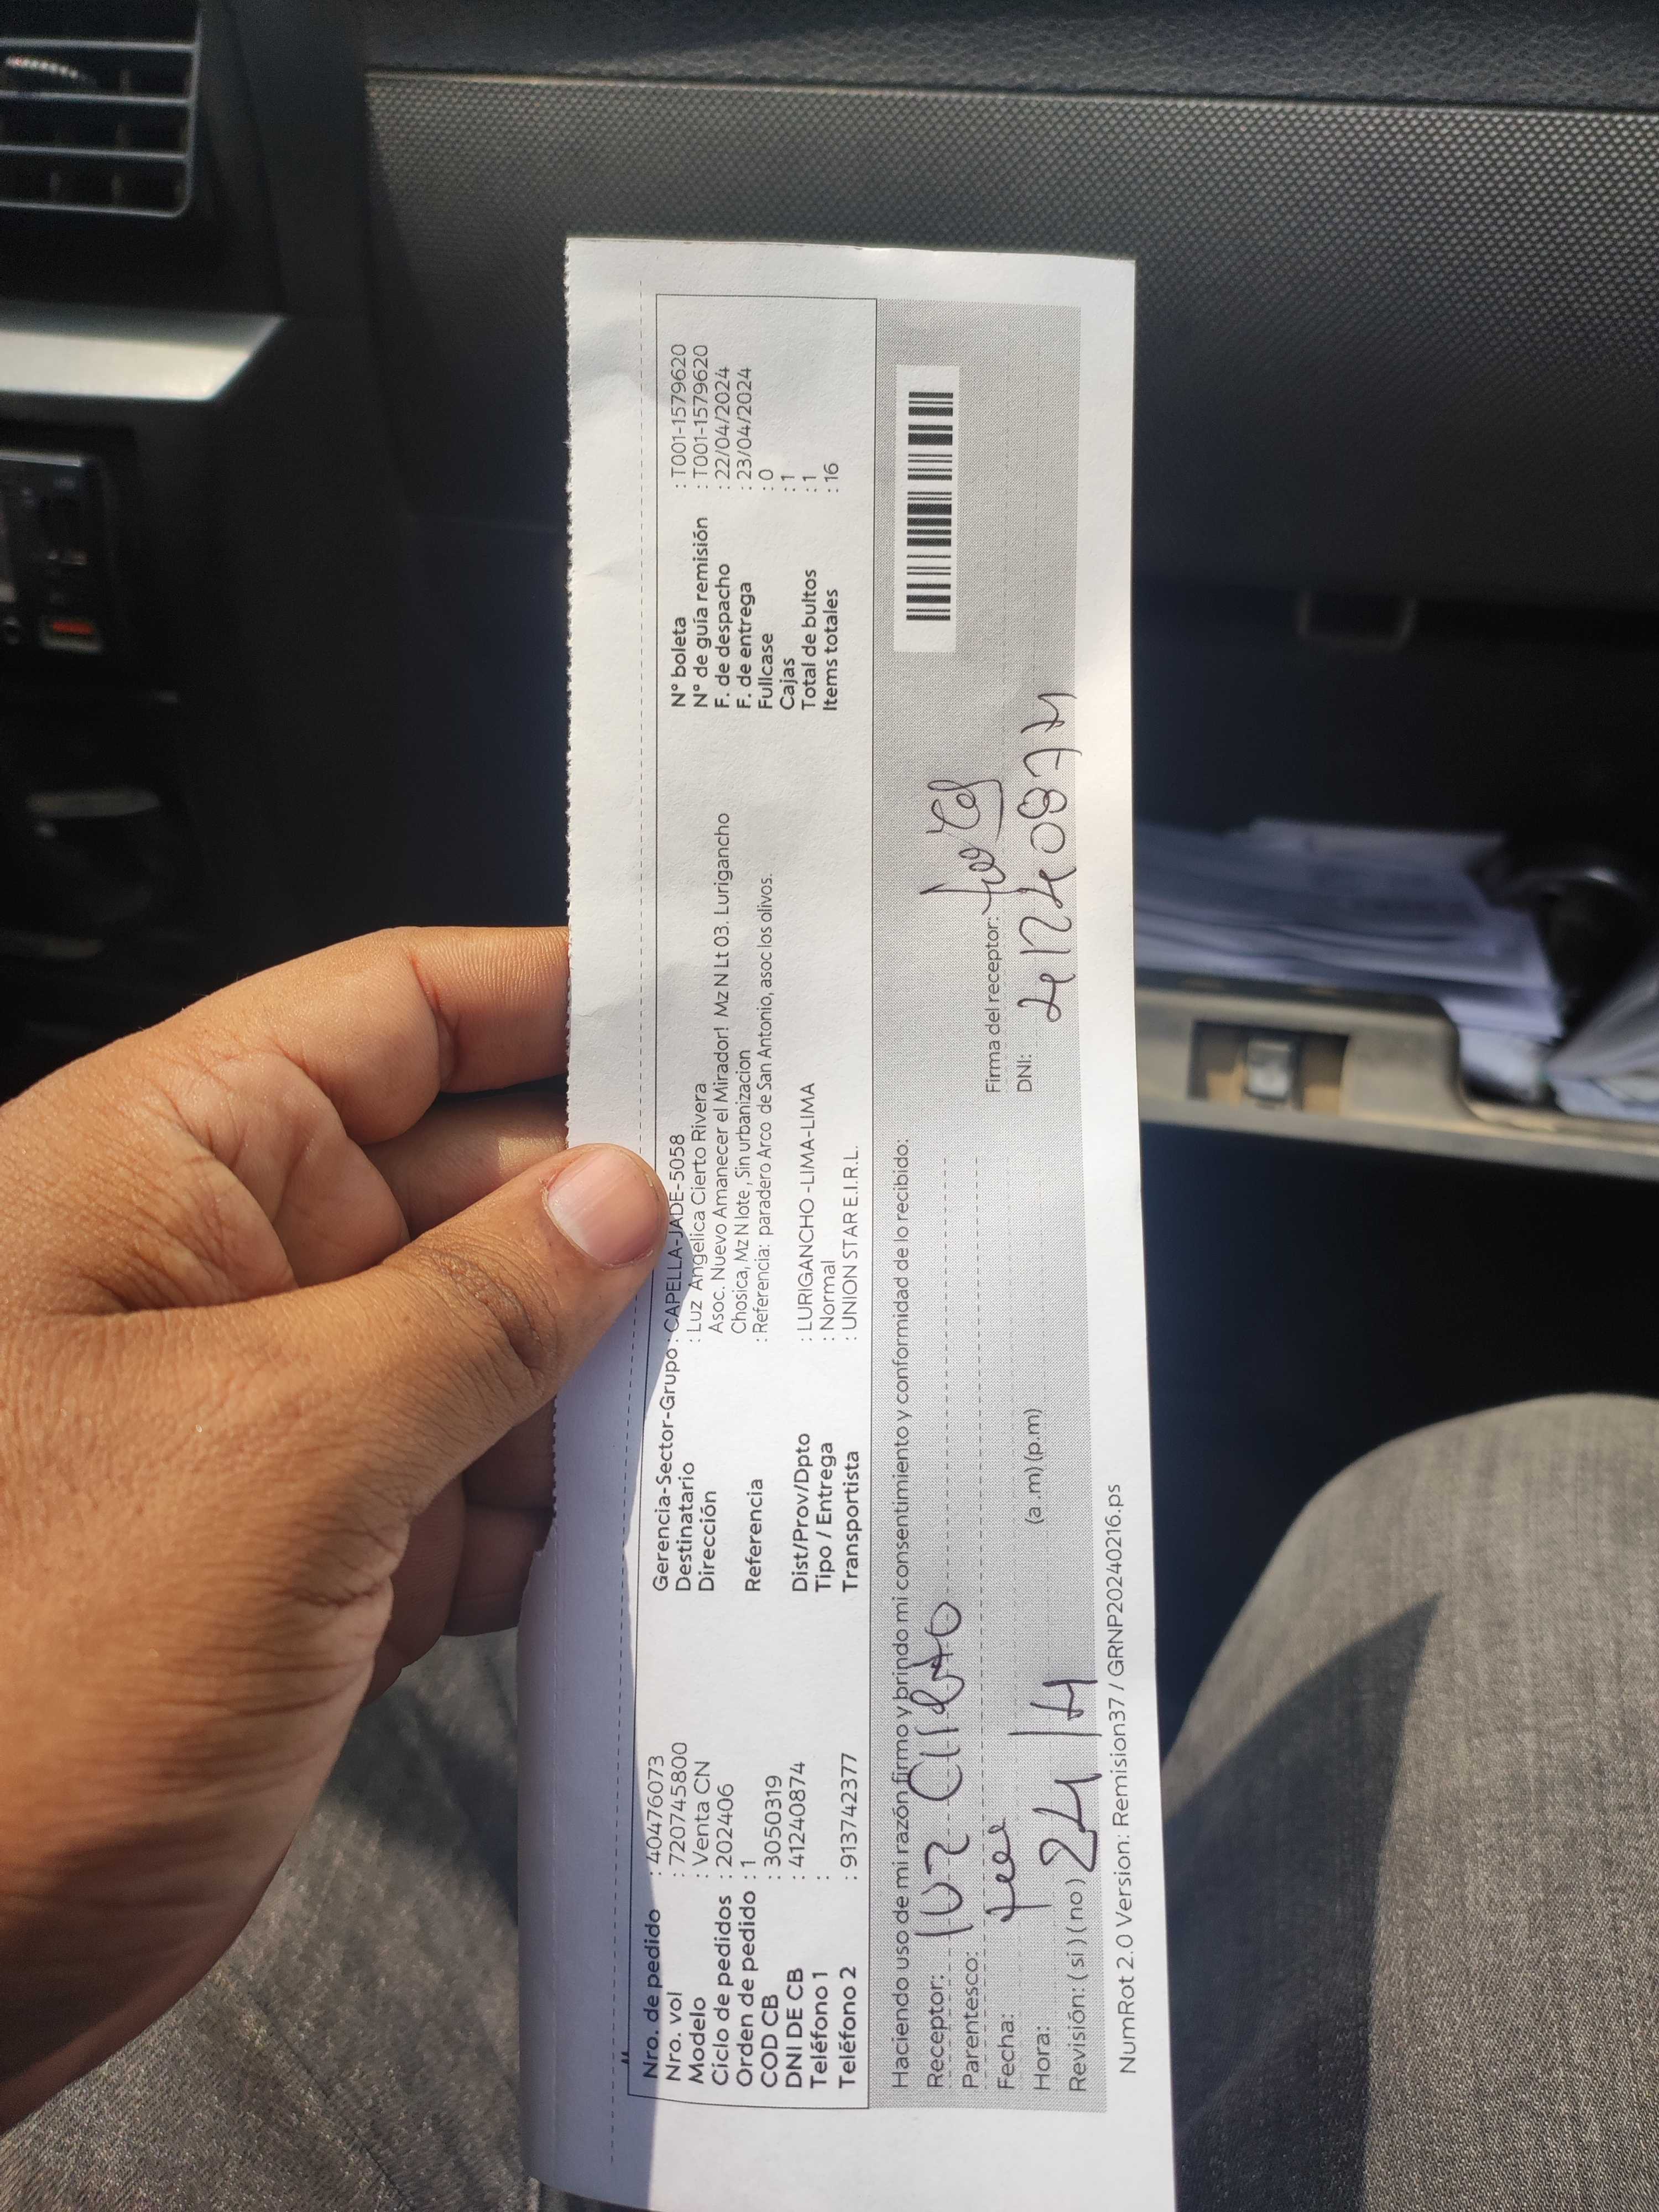 Nro. de pedido : 40476073
Nro. vol : 720745800
Modelo : Venta CN
Ciclo de pedidos : 202406
Orden de pedido : 1
COD CB : 3050319
DNI DE CB : 41240874
Teléfono 1 :
Teléfono 2 : 913742377
Gerencia-Sector-Grupo : CAPELLA-JADE-5058
Destinatario : Luz Angelica Cierto Rivera
Dirección Asoc. Nuevo Amanecer el Mirador! Mz N Lt 03. Lurigancho
Chosica, Mz N lote , Sin urbanizacion
Referencia : Referencia: paradero Arco de San Antonio, asoc los olivos.
Dist/Prov/Dpto : LURIGANCHO -LIMA-LIMA
Tipo / Entrega : Normal
Transportista : UNION STAR E.I.R.L.
N° boleta : T001-1579620
N° de guía remisión : T001-1579620
F. de despacho : 22/04/2024
F. de entrega : 23/04/2024
Fullcase : 0
Cajas : 1
Total de bultos : 1
Items totales : 16
Haciendo uso de mi razón firmo y brindo mi consentimiento y conformidad de lo recibido:
Receptor: luz Cierto
Parentesco:
Fecha:
Hora: (a .m) (p.m)
Revisión: ( si ) ( no ) 24 / 4
Firma del receptor:
DNI: 41240874
NumRot 2.0 Version: Remision37 / GRNP20240216.ps